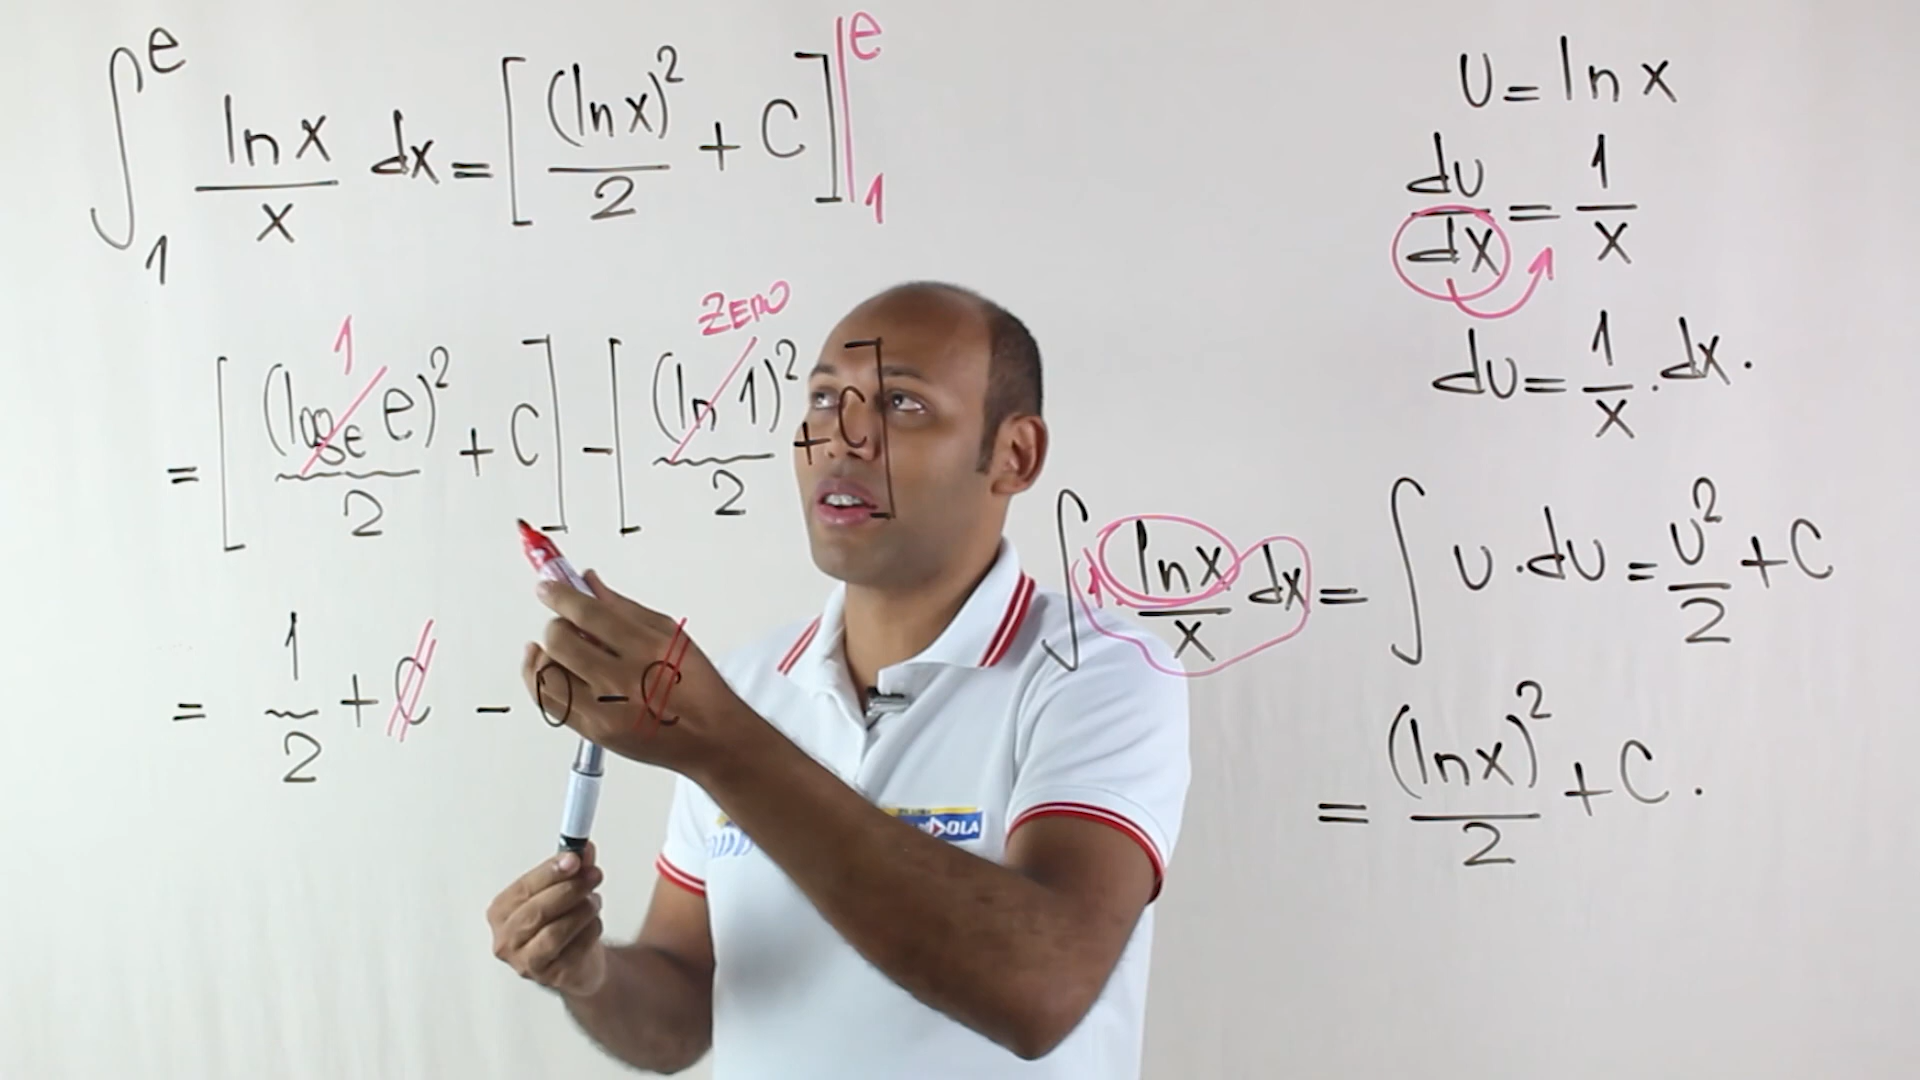 ∫₁ᵉ ln x / x dx = [(ln x)² / 2 + C] |₁ᵉ
= [(logₑ e)² / 2 + C] - [(ln 1)² / 2 + C]
1
ZERO
= 1/2 + C - 0 - C
U = ln x
du/dx = 1/x
du = 1/x . dx.
∫ ln x / x dx = ∫ U . du = U²/2 + C
1
= (ln x)² / 2 + C.